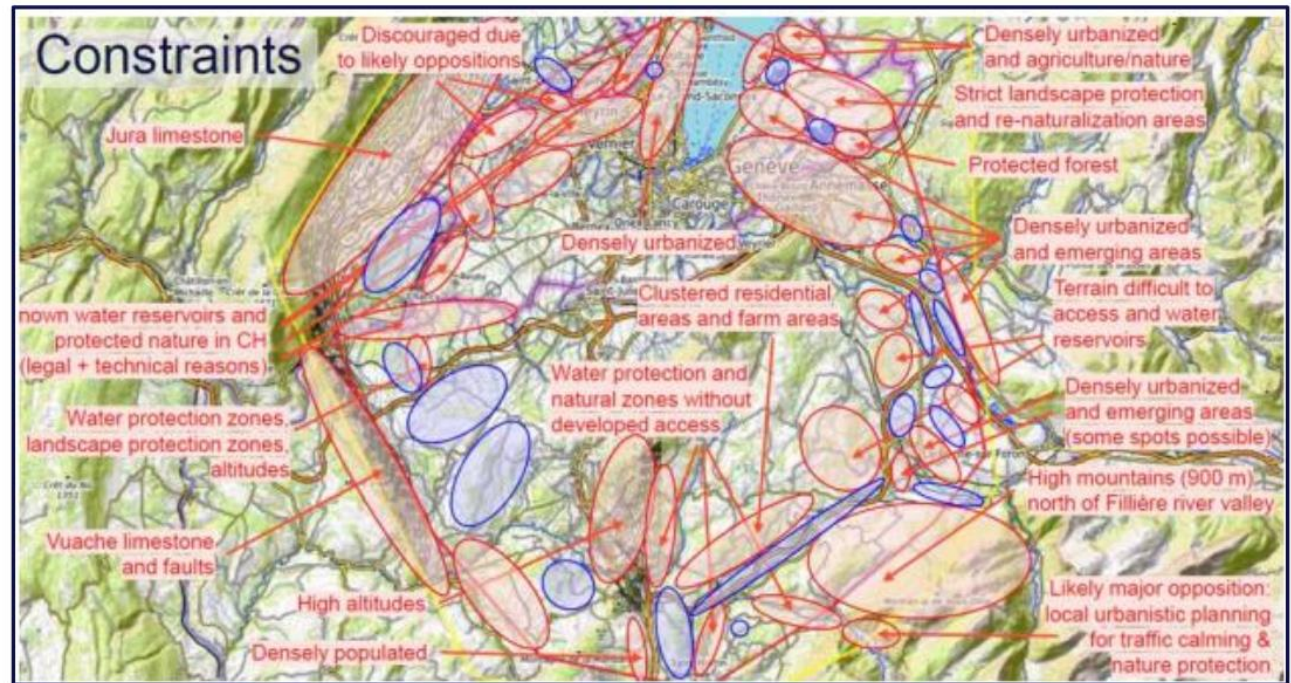 Constraints
Discouraged due
to likely oppositions
Jura limestone
nown water reservoirs and
protected nature in CH
(legal + technical reasons)
Water protection zones,
landscape protection zones,
altitudes
Vuache limestone
and faults
High altitudes
Densely populated
Densely urbanized
Clustered residential
areas and farm areas
Water protection and
natural zones without
developed access
Densely urbanized
and agriculture/nature
Strict landscape protection
and re-naturalization areas
Protected forest
Densely urbanized
and emerging areas
Terrain difficult to
access and water
reservoirs
Densely urbanized
and emerging areas
(some spots possible)
High mountains (900 m)
north of Fillière river valley
Likely major opposition:
local urbanistic planning
for traffic calming &
nature protection
Vernier
Genève
Annemasse
Carouge